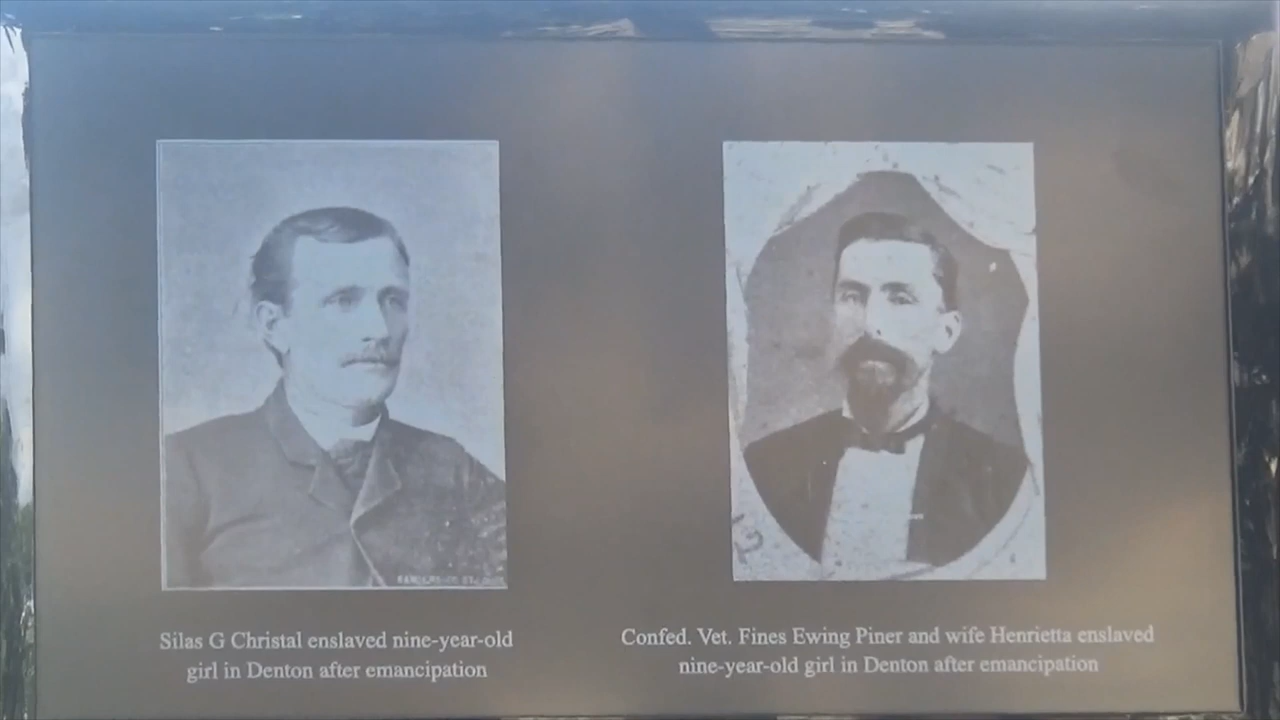 Silas G Christal enslaved nine-year-old
girl in Denton after emancipation
Confed. Vet. Fines Ewing Piner and wife Henrietta enslaved
nine-year-old girl in Denton after emancipation